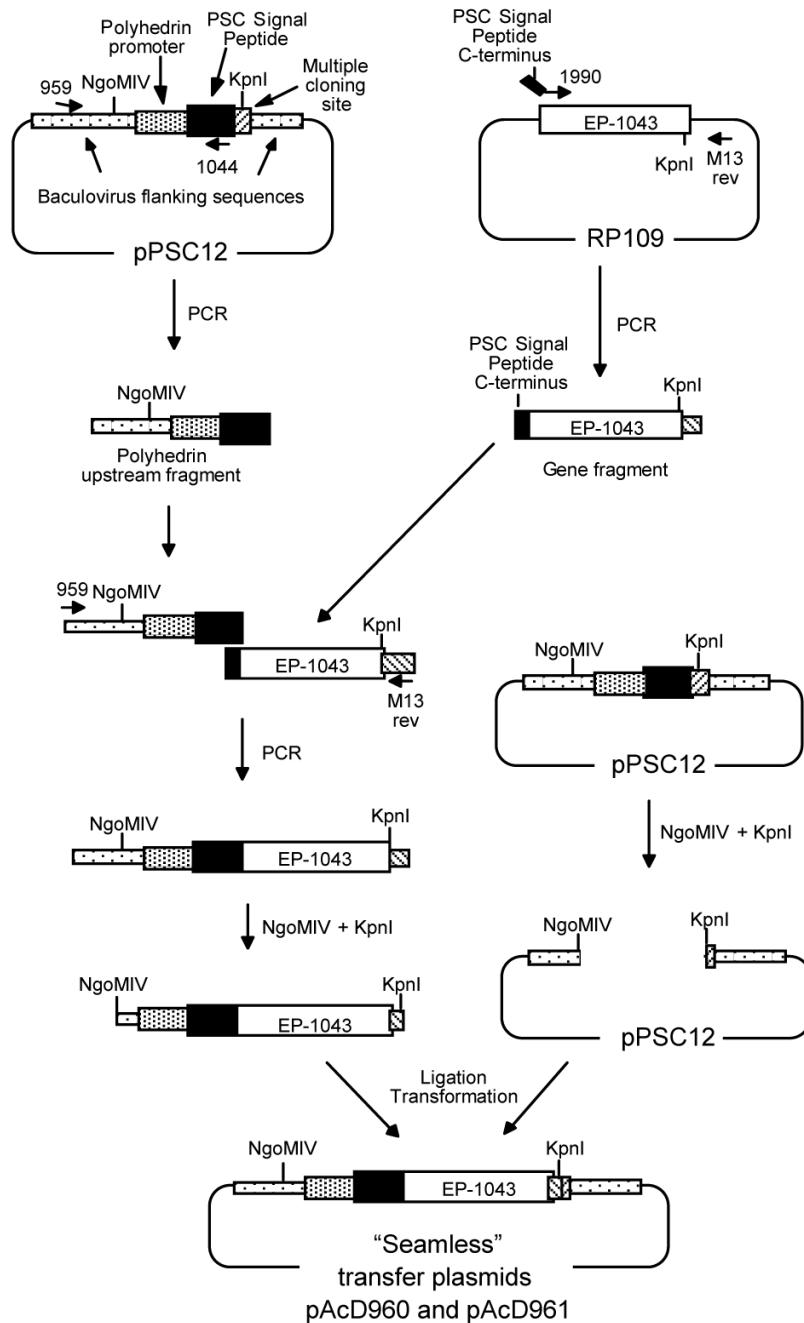 Polyhedrin
promoter
PSC Signal
Peptide
959
NgoMIV
KpnI
Multiple
cloning
site
1044
Baculovirus flanking sequences
pPSC12
PSC Signal
Peptide
C-terminus
1990
EP-1043
KpnI
M13
rev
RP109
PCR
PCR
NgoMIV
Polyhedrin
upstream fragment
PSC Signal
Peptide
C-terminus
KpnI
EP-1043
Gene fragment
959
NgoMIV
KpnI
EP-1043
M13
rev
NgoMIV
KpnI
pPSC12
PCR
NgoMIV + KpnI
NgoMIV
KpnI
EP-1043
NgoMIV + KpnI
NgoMIV
KpnI
pPSC12
NgoMIV
KpnI
EP-1043
Ligation
Transformation
NgoMIV
KpnI
EP-1043
“Seamless”
transfer plasmids
pAcD960 and pAcD961